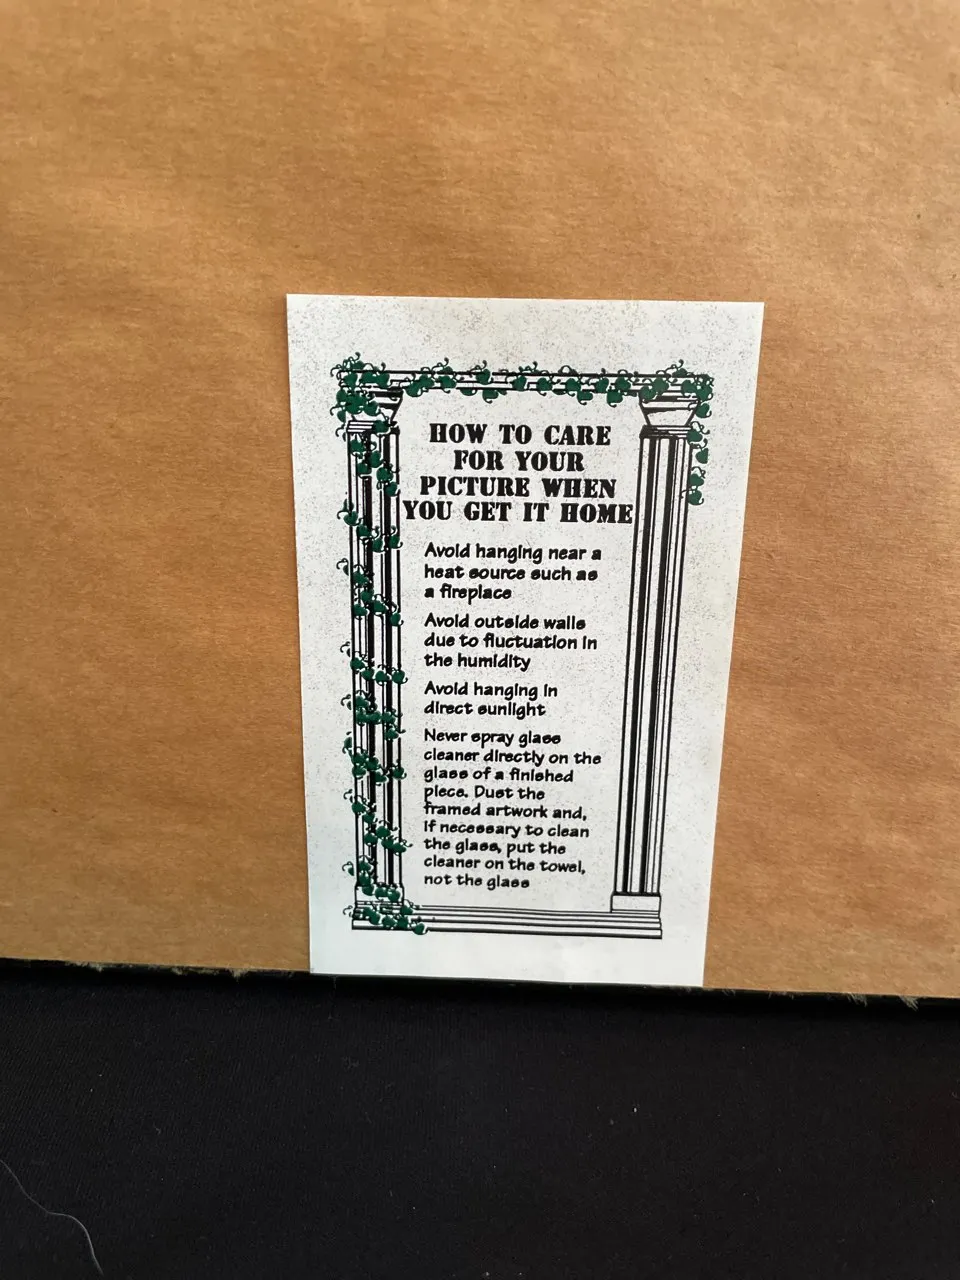 HOW TO CARE
FOR YOUR
PICTURE WHEN
YOU GET IT HOME
Avoid hanging near a
heat source such as
a fireplace
Avoid outside walls
due to fluctuation in
the humidity
Avoid hanging in
direct sunlight
Never spray glass
cleaner directly on the
glass of a finished
piece. Dust the
framed artwork and,
if necessary to clean
the glass, put the
cleaner on the towel,
not the glass